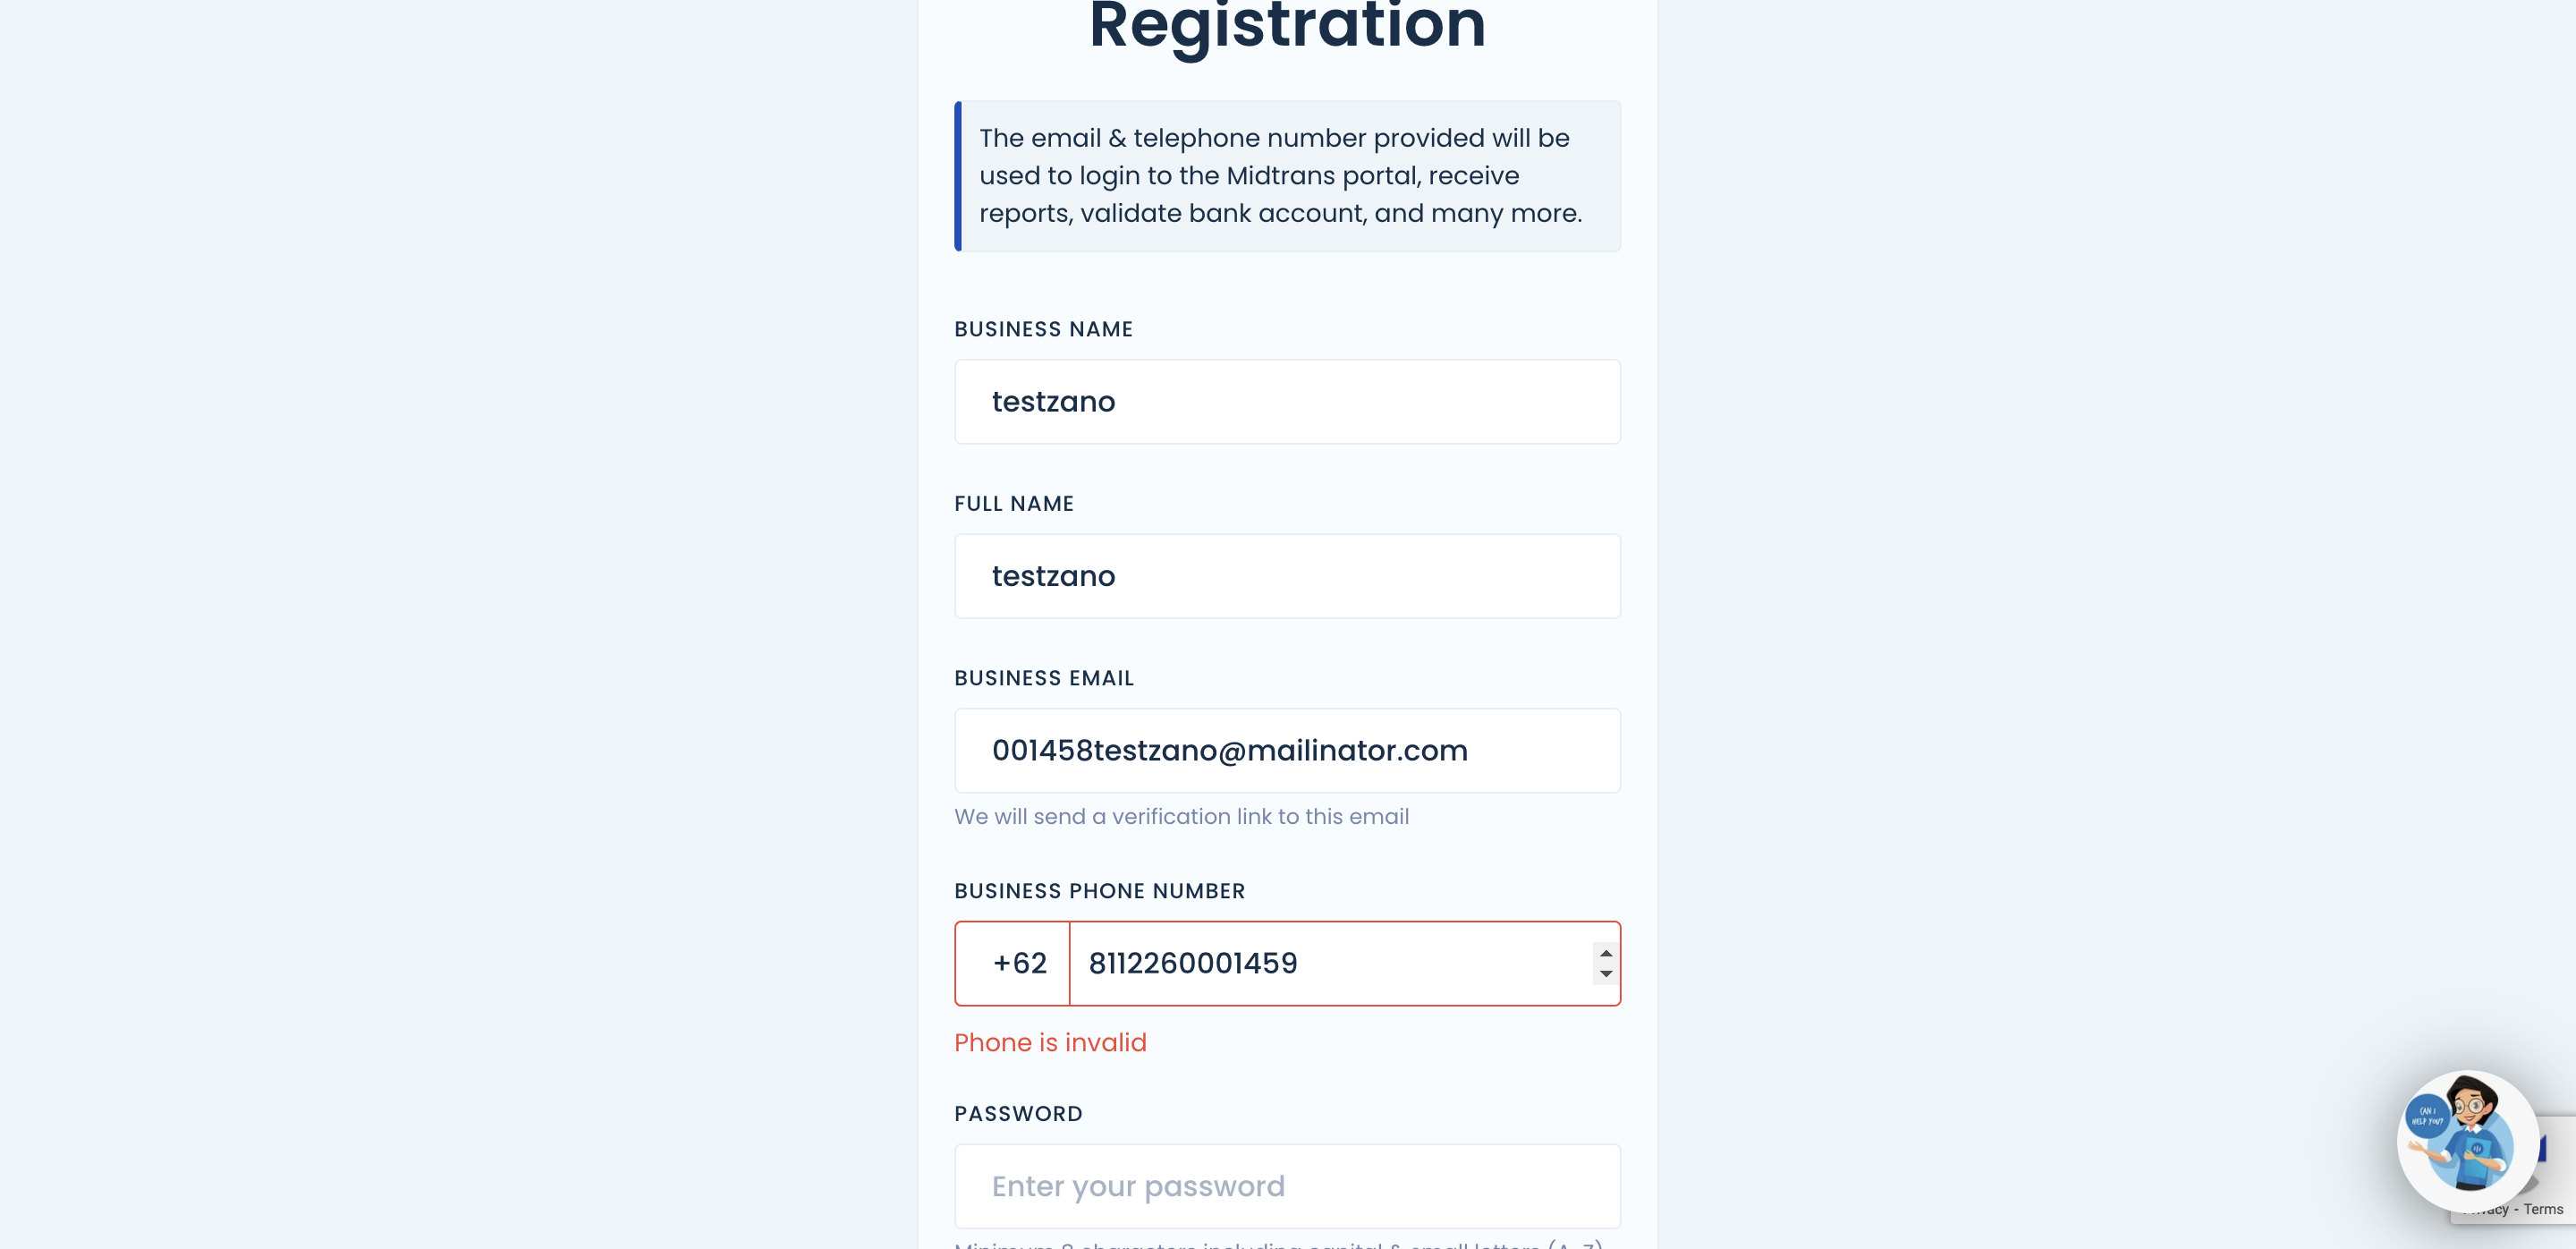 Registration
The email & telephone number provided will be
used to login to the Midtrans portal, receive
reports, validate bank account, and many more.
BUSINESS NAME
testzano
FULL NAME
testzano
BUSINESS EMAIL
001458testzano@mailinator.com
We will send a verification link to this email
BUSINESS PHONE NUMBER
+62 8112260001459
Phone is invalid
PASSWORD
Enter your password
CAN I
HELP YOU?
- Terms